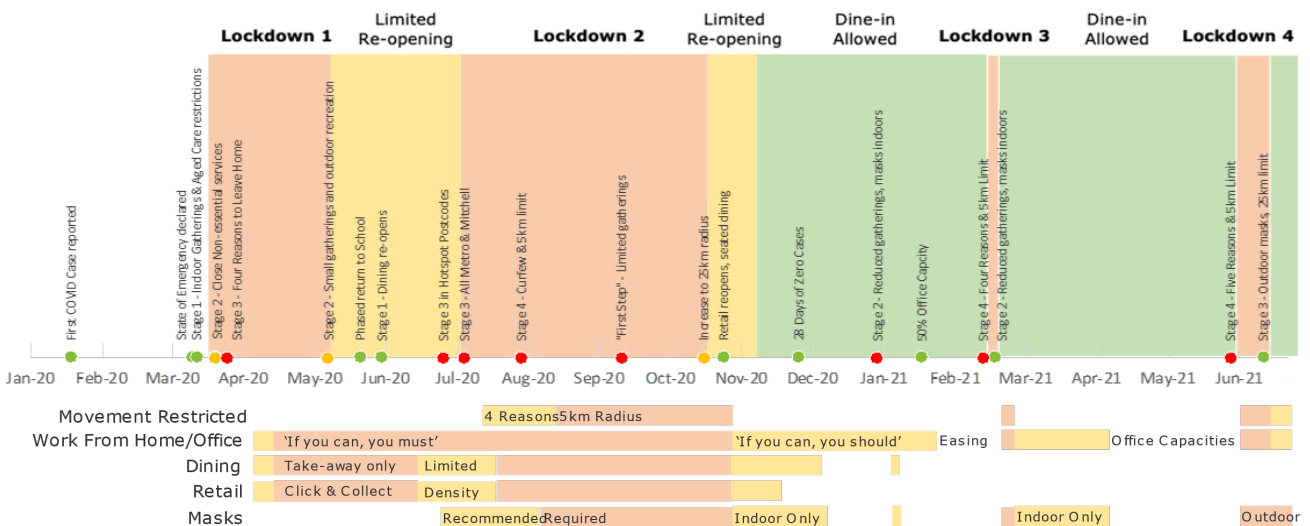 Lockdown 1
Limited
Re-opening
Lockdown 2
Limited
Re-opening
Dine-in
Allowed
Lockdown 3
Dine-in
Allowed
Lockdown 4
First COVID Case reported
State of Emergency declared
Stage 1 - Indoor Gatherings & Aged Care restrictions
Stage 2 - Close Non-essential services
Stage 3 - Four Reasons to Leave Home
Stage 2 - Small gatherings and outdoor recreation
Phased return to School
Stage 1 - Dining re-opens
Stage 3 in Hotspot Postcodes
Stage 3 - All Metro & Mitchell
Stage 4 - Curfew & 5km limit
"First Step" - Limited gatherings
Increase to 25km radius
Retail reopens, seated dining
28 Days of Zero Cases
Stage 2 - Reduced gatherings, masks indoors
50% Office Capcity
Stage 4 - Four Reasons & 5km Limit
Stage 2 - Reduced gatherings, masks indoors
Stage 4 - Five Reasons & 5km Limit
Stage 3 - Outdoor masks, 25km limit
Jan-20 Feb-20 Mar-20 Apr-20 May-20 Jun-20 Jul-20 Aug-20 Sep-20 Oct-20 Nov-20 Dec-20 Jan-21 Feb-21 Mar-21 Apr-21 May-21 Jun-21
Movement Restricted 4 Reasons 5km Radius
Work From Home/Office ‘If you can, you must’ ‘If you can, you should’ Easing Office Capacities
Dining Take-away only Limited
Retail Click & Collect Density
Masks Recommended Required Indoor Only Indoor Only Outdoor